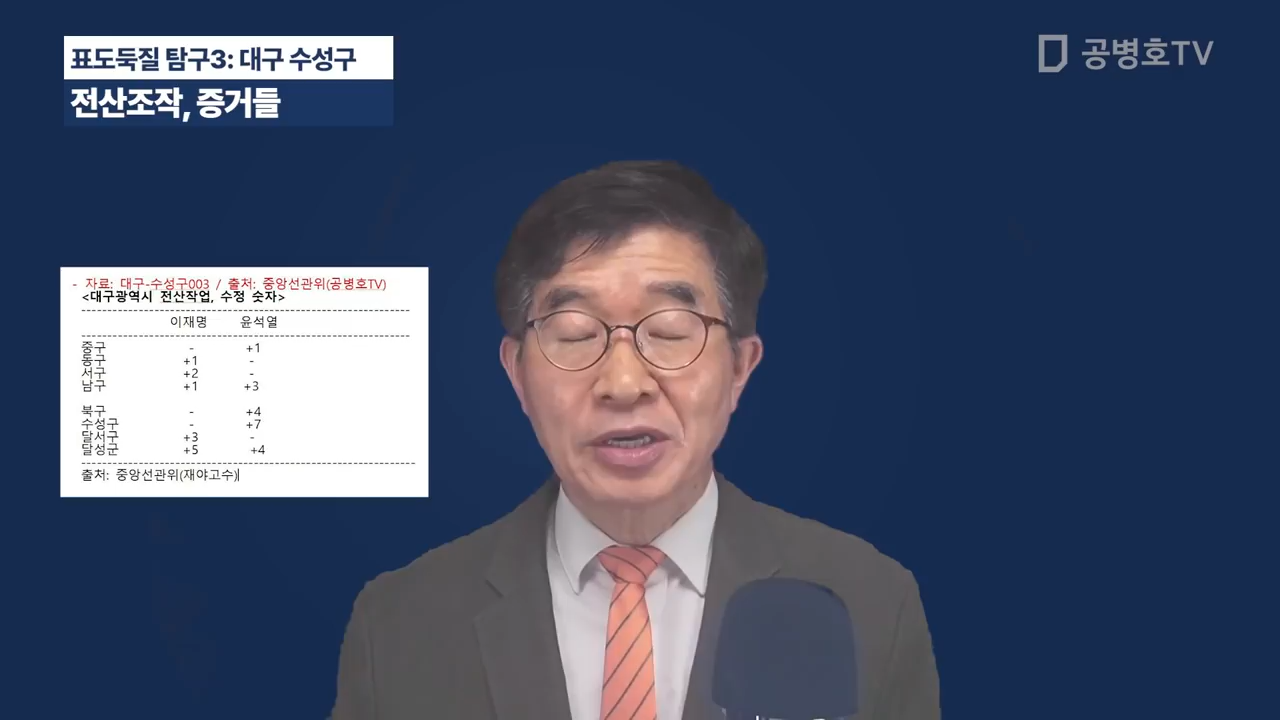 표도둑질 탐구3: 대구 수성구
전산조작, 증거들
공병호TV
- 자료: 대구-수성구003 / 출처: 중앙선관위(공병호TV)
<대구광역시 전산작업, 수정 숫자>
이재명 윤석열
중구 - +1
동구 +1 -
서구 +2 -
남구 +1 +3
북구 - +4
수성구 - +7
달서구 +3 -
달성군 +5 +4
출처: 중앙선관위(재야고수)